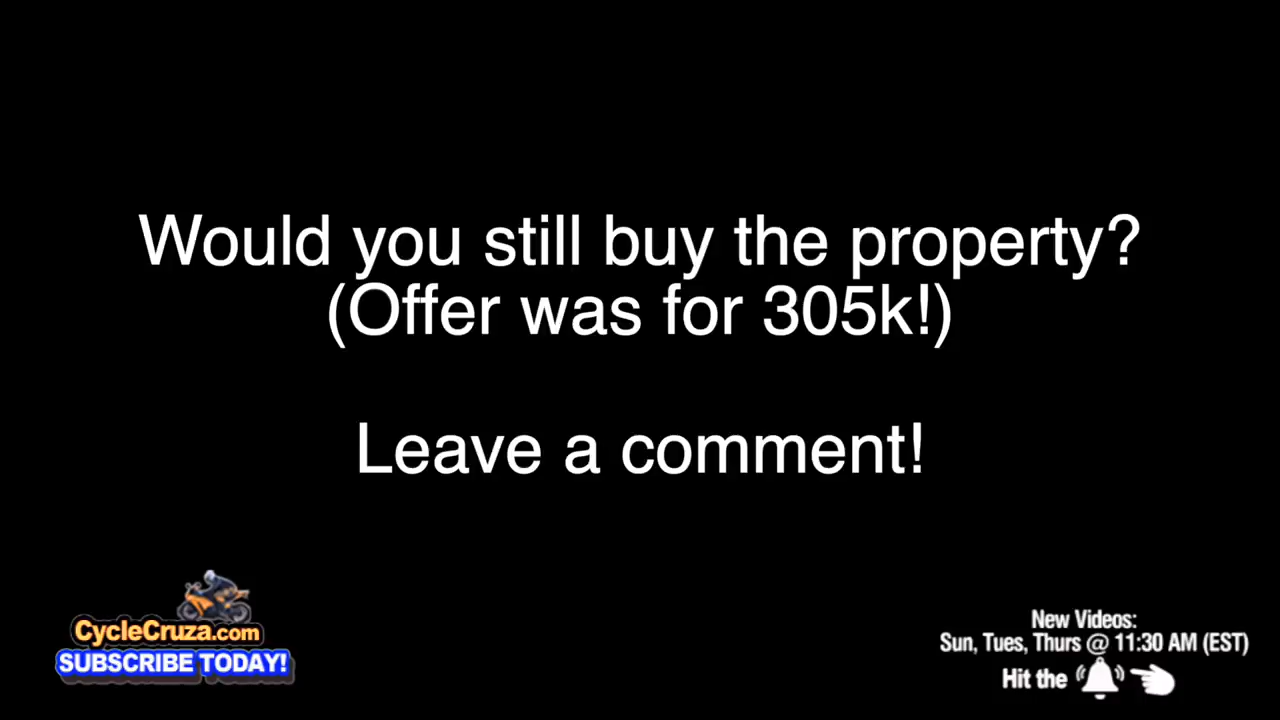 Would you still buy the property?
(Offer was for 305k!)
Leave a comment!
CycleCruza.com
SUBSCRIBE TODAY!
New Videos:
Sun, Tues, Thurs @ 11:30 AM (EST)
Hit the